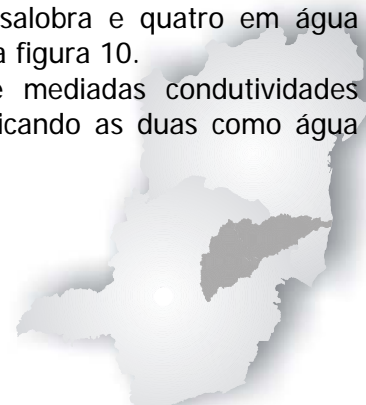 salobra e quatro em água
a figura 10.
e mediadas condutividades
icando as duas como água